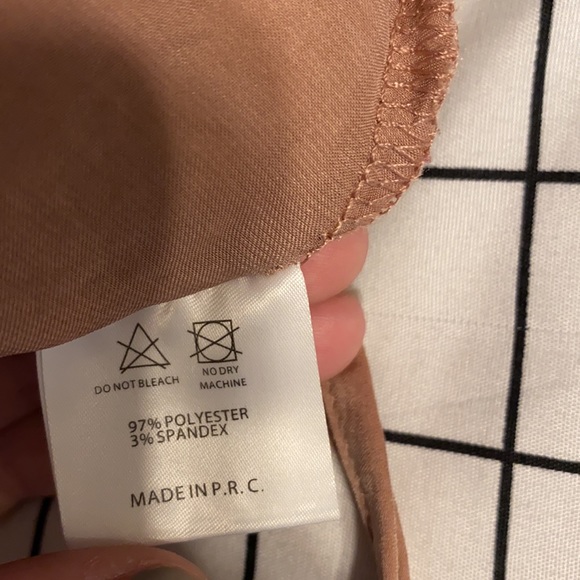 DO NOT BLEACH
NO DRY
MACHINE
97% POLYESTER
3% SPANDEX
MADE IN P.R.C.